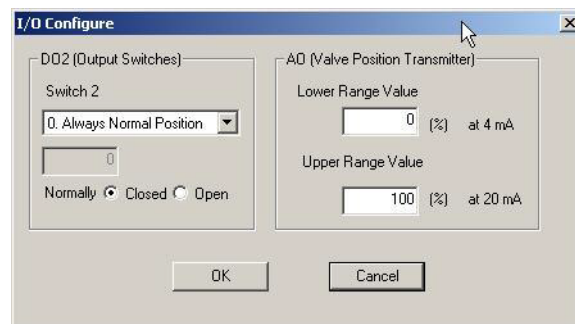 I/O Configure
DO2 (Output Switches)
Switch 2
0. Always Normal Position
0
Normally Closed Open
AO (Valve Position Transmitter)
Lower Range Value
0 (%) at 4 mA
Upper Range Value
100 (%) at 20 mA
OK Cancel